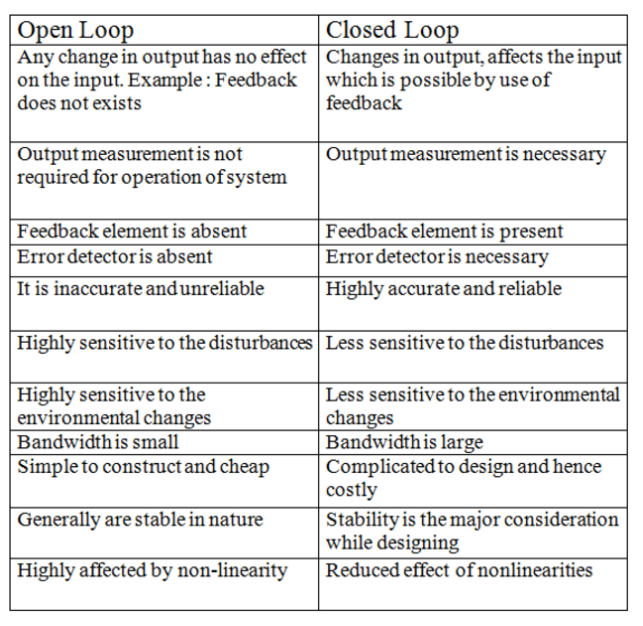 Open Loop
Closed Loop
Any change in output has no effect
on the input. Example : Feedback
does not exists
Changes in output, affects the input
which is possible by use of
feedback
Output measurement is not
required for operation of system
Output measurement is necessary
Feedback element is absent
Feedback element is present
Error detector is absent
Error detector is necessary
It is inaccurate and unreliable
Highly accurate and reliable
Highly sensitive to the disturbances
Less sensitive to the disturbances
Highly sensitive to the
environmental changes
Less sensitive to the environmental
changes
Bandwidth is small
Bandwidth is large
Simple to construct and cheap
Complicated to design and hence
costly
Generally are stable in nature
Stability is the major consideration
while designing
Highly affected by non-linearity
Reduced effect of nonlinearities